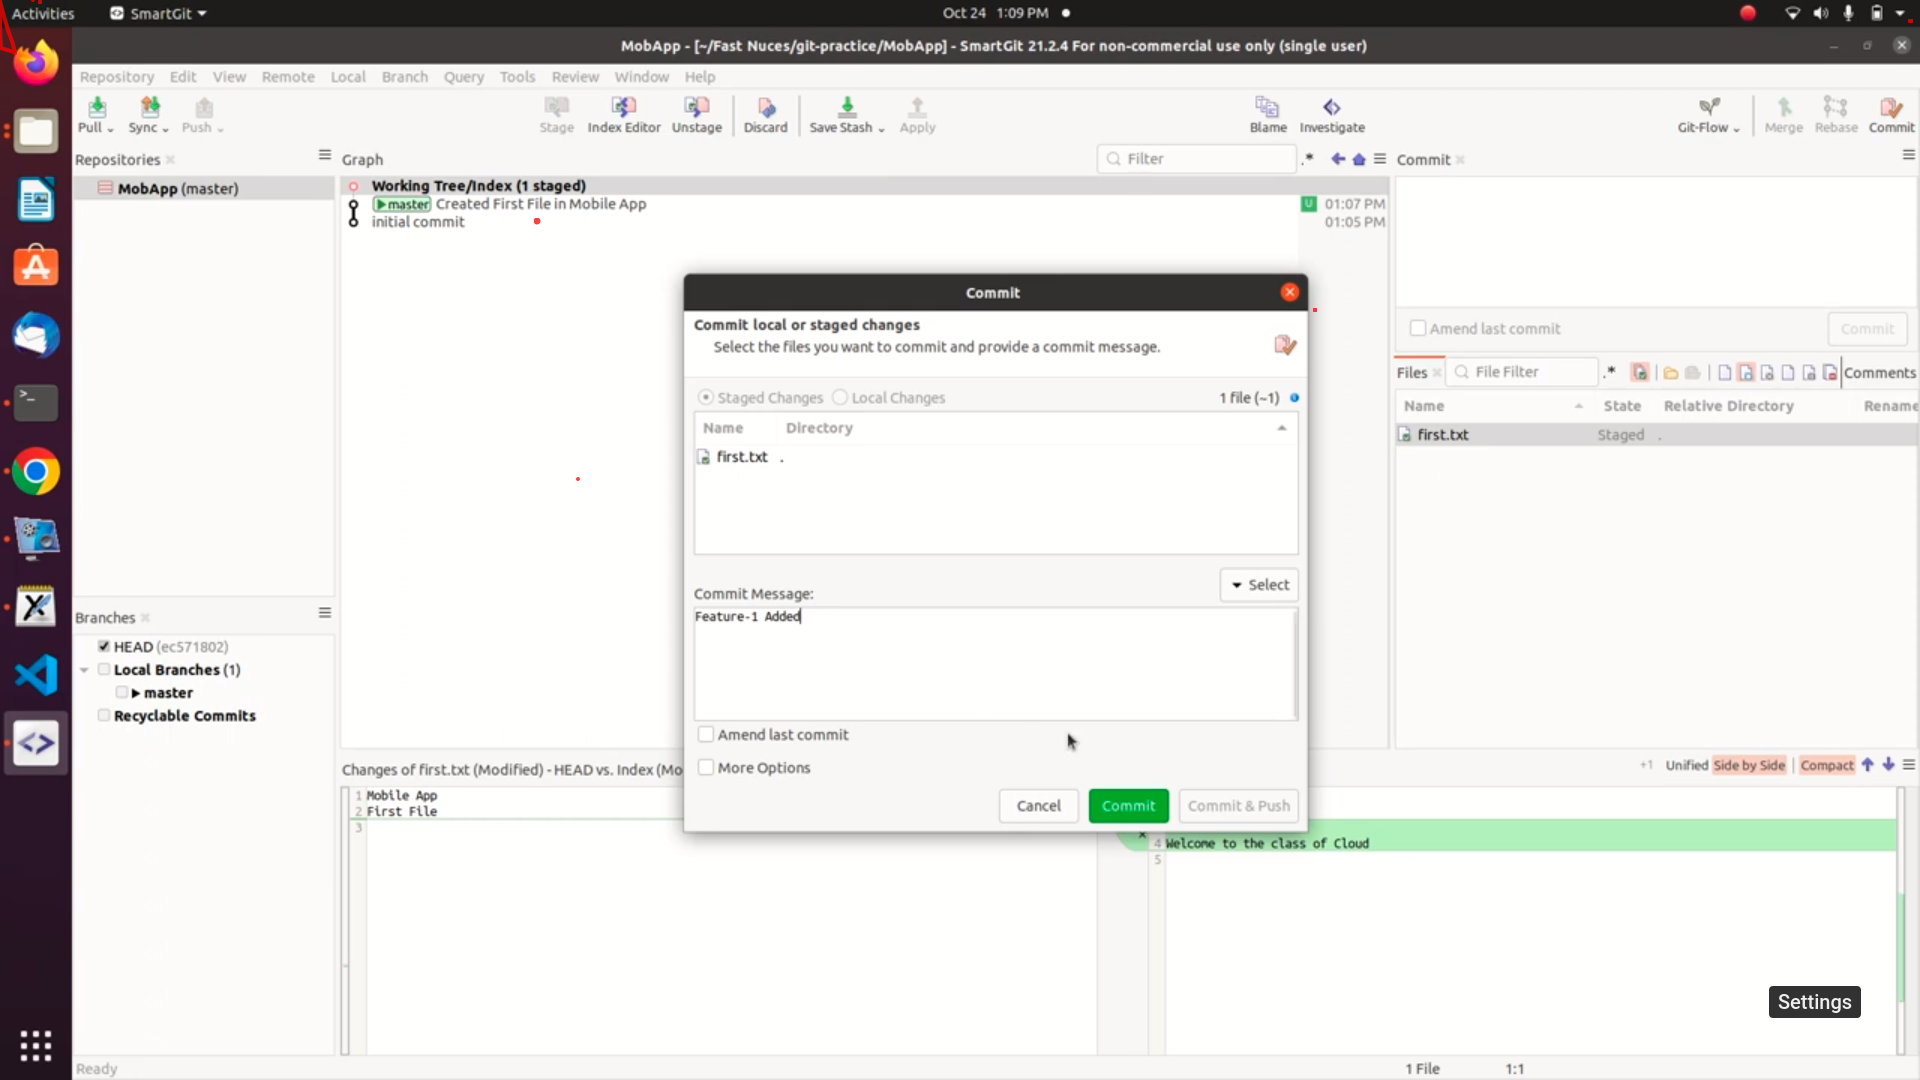 Activities
SmartGit
Oct 24 1:09 PM
MobApp - [~/Fast Nuces/git-practice/MobApp] - SmartGit 21.2.4 For non-commercial use only (single user)
Repository Edit View Remote Local Branch Query Tools Review Window Help
Pull Sync Push Stage Index Editor Unstage Discard Save Stash Apply Blame Investigate Git-Flow Merge Rebase Commit
Repositories
MobApp (master)
Graph
Filter
.*
Working Tree/Index (1 staged)
master Created First File in Mobile App
U 01:07 PM
initial commit
01:05 PM
Commit
Amend last commit
Commit
Files
File Filter
.*
Comments
Name State Relative Directory Rename
first.txt Staged .
Commit
Commit local or staged changes
Select the files you want to commit and provide a commit message.
Staged Changes Local Changes
1 file (~1)
Name Directory
first.txt .
Select
Commit Message:
Feature-1 Added
Amend last commit
More Options
Cancel Commit Commit & Push
Branches
HEAD (ec571802)
Local Branches (1)
master
Recyclable Commits
Changes of first.txt (Modified) - HEAD vs. Index (Mo
+1 Unified Side by Side Compact
1 Mobile App
2 First File
3
4 Welcome to the class of Cloud
5
Settings
Ready
1 File
1:1